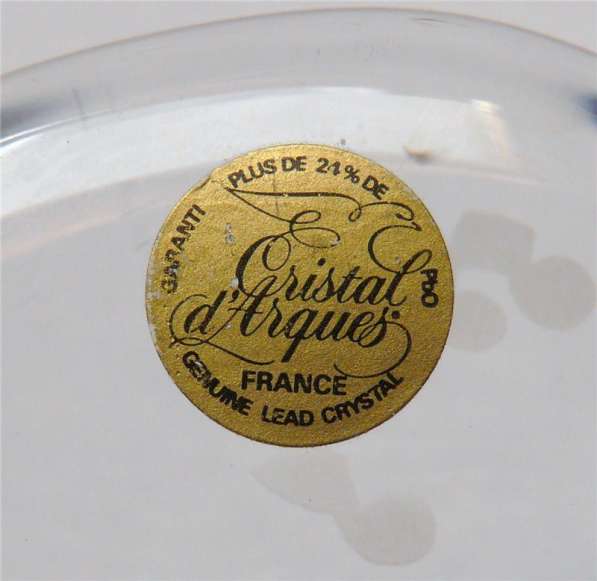 GARANTI PLUS DE 24% DE PbO
Cristal
d'Arques
FRANCE
GENUINE LEAD CRYSTAL